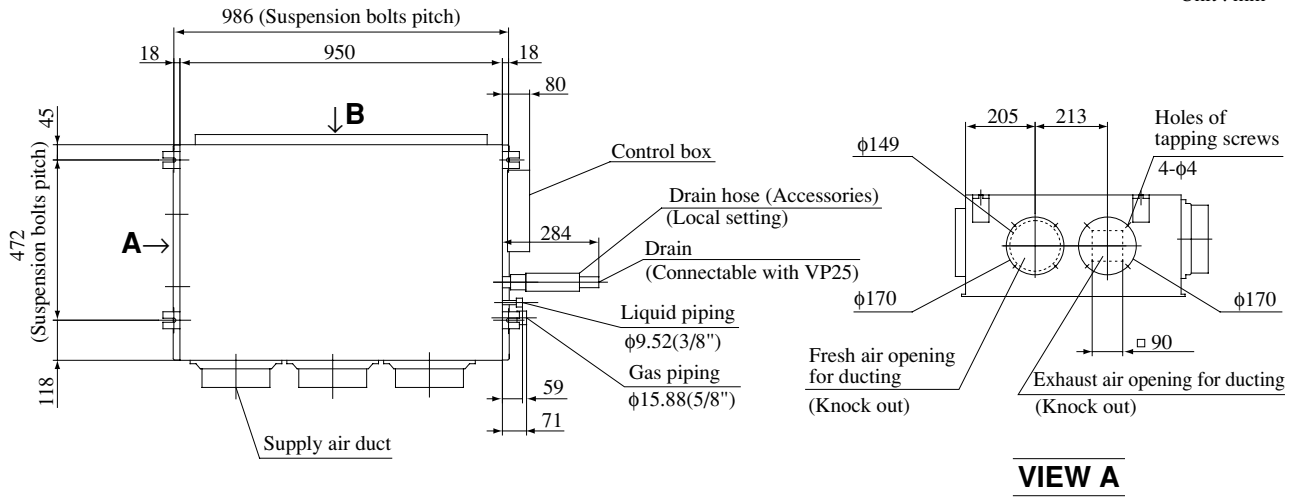 986 (Suspension bolts pitch)
18
950
18
80
45
B
472
(Suspension bolts pitch)
A
118
Control box
Drain hose (Accessories)
(Local setting)
284
Drain
(Connectable with VP25)
Liquid piping
ϕ9.52(3/8")
Gas piping
ϕ15.88(5/8")
59
71
Supply air duct
205
213
Holes of
tapping screws
4-ϕ4
ϕ149
ϕ170
ϕ170
□ 90
Fresh air opening
for ducting
(Knock out)
Exhaust air opening for ducting
(Knock out)
VIEW A